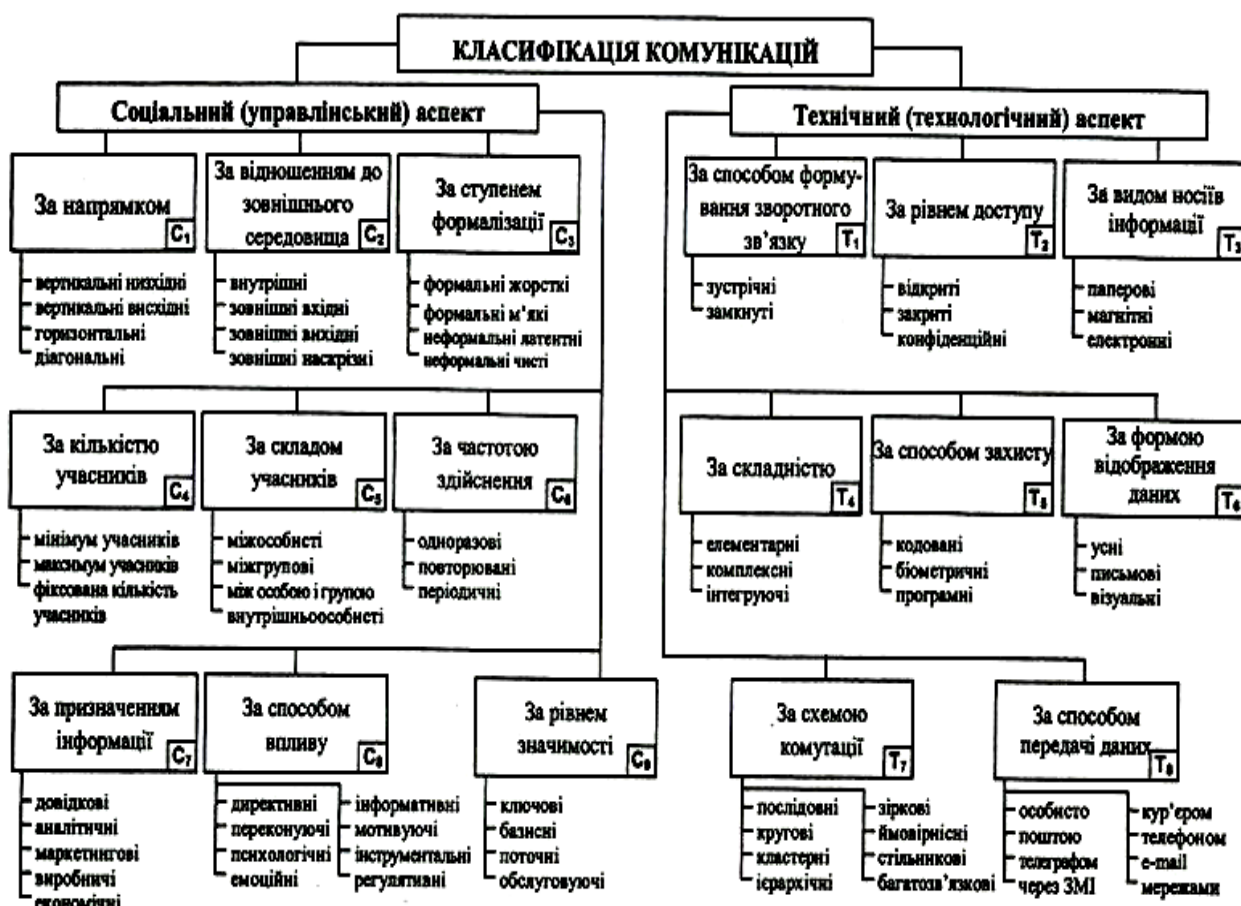 КЛАСИФІКАЦІЯ КОМУНІКАЦІЙ
Соціальний (управлінський) аспект
Технічний (технологічний) аспект
За напрямком
C₁
вертикальні низхідні
вертикальні висхідні
горизонтальні
діагональні
За відношенням до
зовнішнього
середовища
C₂
внутрішні
зовнішні вхідні
зовнішні вихідні
зовнішні наскрізні
За ступенем
формалізації
C₃
формальні жорсткі
формальні м’які
неформальні латентні
неформальні чисті
За способом форму-
вання зворотного
зв’язку
T₁
зустрічні
замкнуті
За рівнем доступу
T₂
відкриті
закриті
конфіденційні
За видом носіїв
інформації
T₃
паперові
магнітні
електронні
За кількістю
учасників
C₄
мінімум учасників
максимум учасників
фіксована кількість
учасників
За складом
учасників
C₅
міжособисті
міжгрупові
між особою і групою
внутрішньоособисті
За частотою
здійснення
C₆
одноразові
повторювані
періодичні
За складністю
T₄
елементарні
комплексні
інтегруючі
За способом захисту
T₅
кодовані
біометричні
програмні
За формою
відображення
даних
T₆
усні
письмові
візуальні
За призначенням
інформації
C₇
довідкові
аналітичні
маркетингові
виробничі
економічні
За способом
впливу
C₈
директивні
переконуючі
психологічні
емоційні
інформативні
мотивуючі
інструментальні
регулятивні
За рівнем
значимості
C₉
ключові
базисні
поточні
обслуговуючі
За схемою
комутації
T₇
послідовні
кругові
кластерні
ієрархічні
зіркові
ймовірнісні
стільникові
багатозв’язкові
За способом
передачі даних
T₈
особисто
поштою
телеграфом
через ЗМІ
кур’єром
телефоном
e-mail
мережами